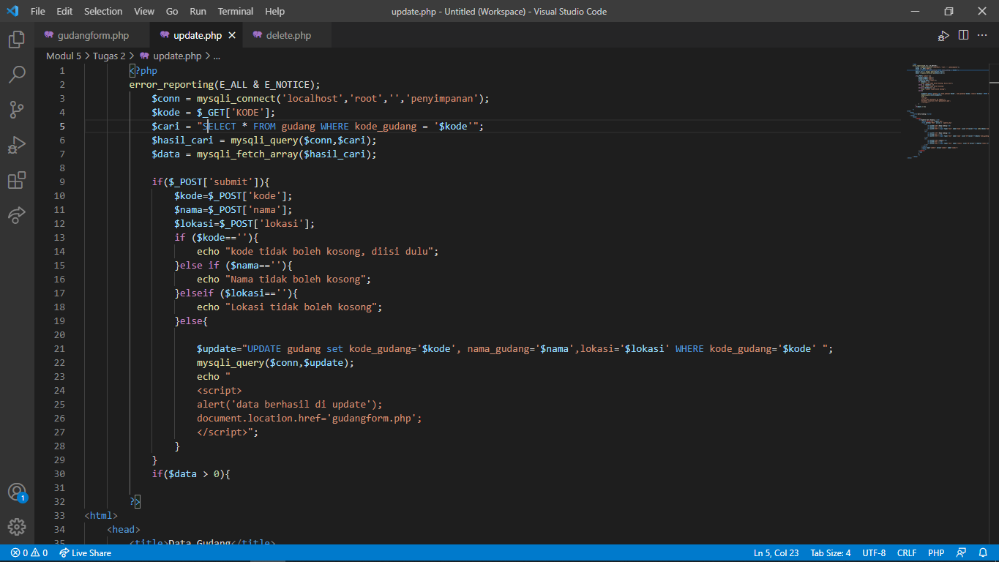 File Edit Selection View Go Run Terminal Help update.php - Untitled (Workspace) - Visual Studio Code
gudangform.php update.php delete.php
Modul 5 > Tugas 2 > update.php > ...
1 <?php
2 error_reporting(E_ALL & E_NOTICE);
3 $conn = mysqli_connect('localhost','root','','penyimpanan');
4 $kode = $_GET['KODE'];
5 $cari = "SELECT * FROM gudang WHERE kode_gudang = '$kode'";
6 $hasil_cari = mysqli_query($conn,$cari);
7 $data = mysqli_fetch_array($hasil_cari);
8
9 if($_POST['submit']){
10 $kode=$_POST['kode'];
11 $nama=$_POST['nama'];
12 $lokasi=$_POST['lokasi'];
13 if ($kode==''){
14 echo "kode tidak boleh kosong, diisi dulu";
15 }else if ($nama==''){
16 echo "Nama tidak boleh kosong";
17 }elseif ($lokasi==''){
18 echo "Lokasi tidak boleh kosong";
19 }else{
20
21 $update="UPDATE gudang set kode_gudang='$kode', nama_gudang='$nama',lokasi='$lokasi' WHERE kode_gudang='$kode' ";
22 mysqli_query($conn,$update);
23 echo "
24 <script>
25 alert('data berhasil di update');
26 document.location.href='gudangform.php';
27 </script>";
28 }
29 }
30 if($data > 0){
31
32 ?>
33 <html>
34 <head>
35 <title>Data Gudang</title>
1
0 0 Live Share Ln 5, Col 23 Tab Size: 4 UTF-8 CRLF PHP